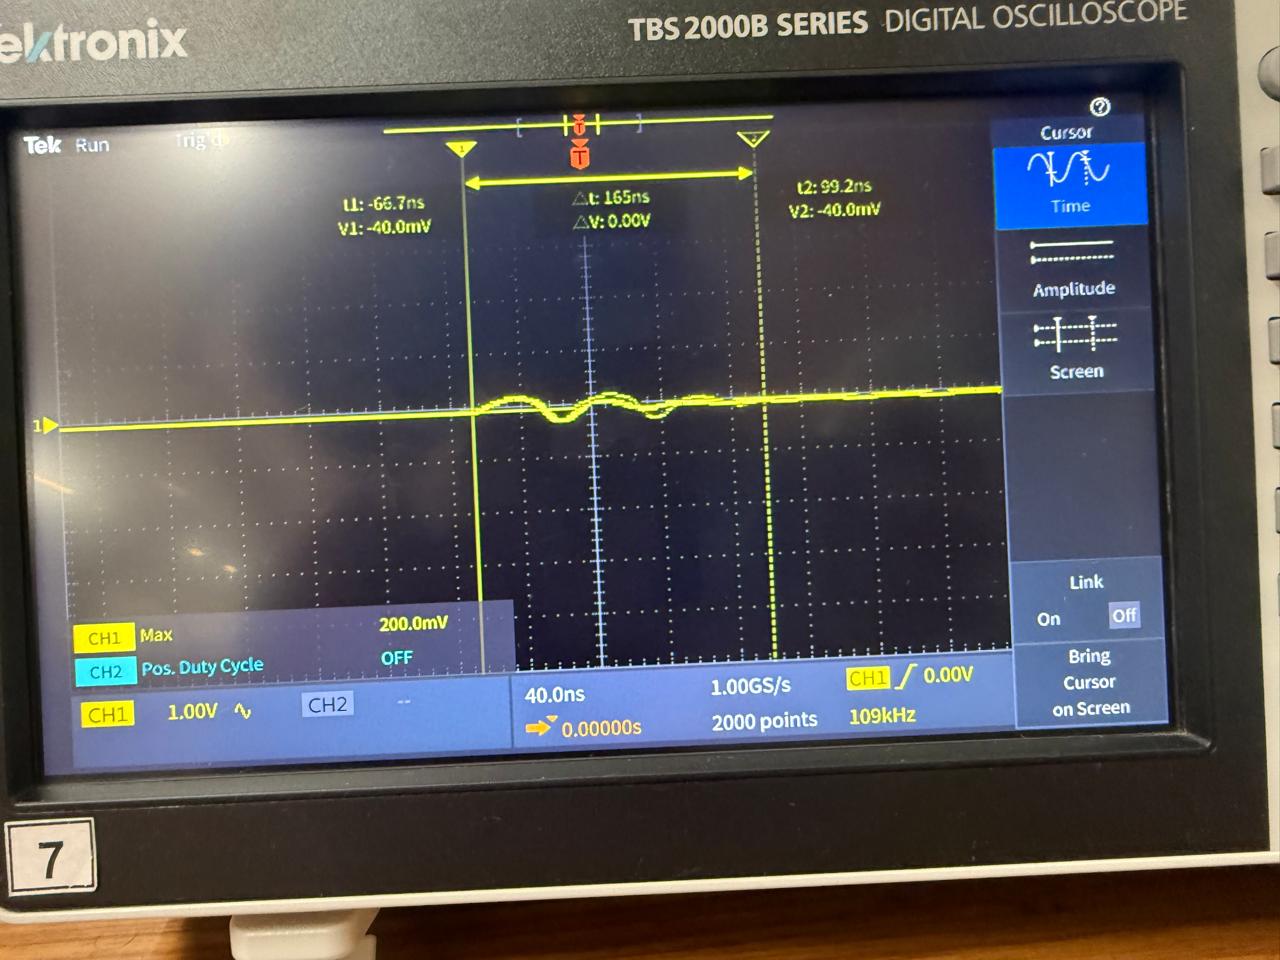 ektronix
TBS 2000B SERIES DIGITAL OSCILLOSCOPE
Tek Run Trig'd
?
Cursor
1
T
T
2
t1: -66.7ns
V1: -40.0mV
△t: 165ns
△V: 0.00V
t2: 99.2ns
V2: -40.0mV
Time
Amplitude
Screen
1
CH1 Max 200.0mV
CH2 Pos. Duty Cycle OFF
CH1 1.00V CH2 --
40.0ns 1.00GS/s CH1 0.00V
0.00000s 2000 points 109kHz
Link
On Off
Bring
Cursor
on Screen
7